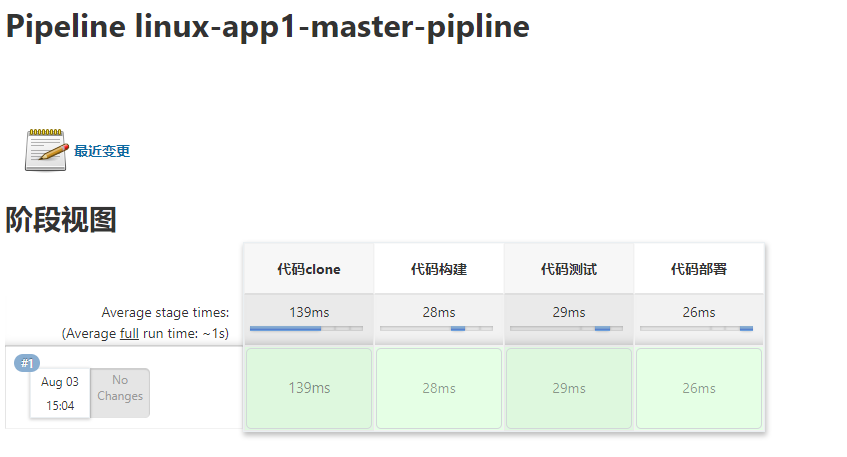 Pipeline linux-app1-master-pipline
最近变更
阶段视图
代码clone 代码构建 代码测试 代码部署
Average stage times: 139ms 28ms 29ms 26ms
(Average full run time: ~1s)
#1
Aug 03 No
15:04 Changes
139ms 28ms 29ms 26ms